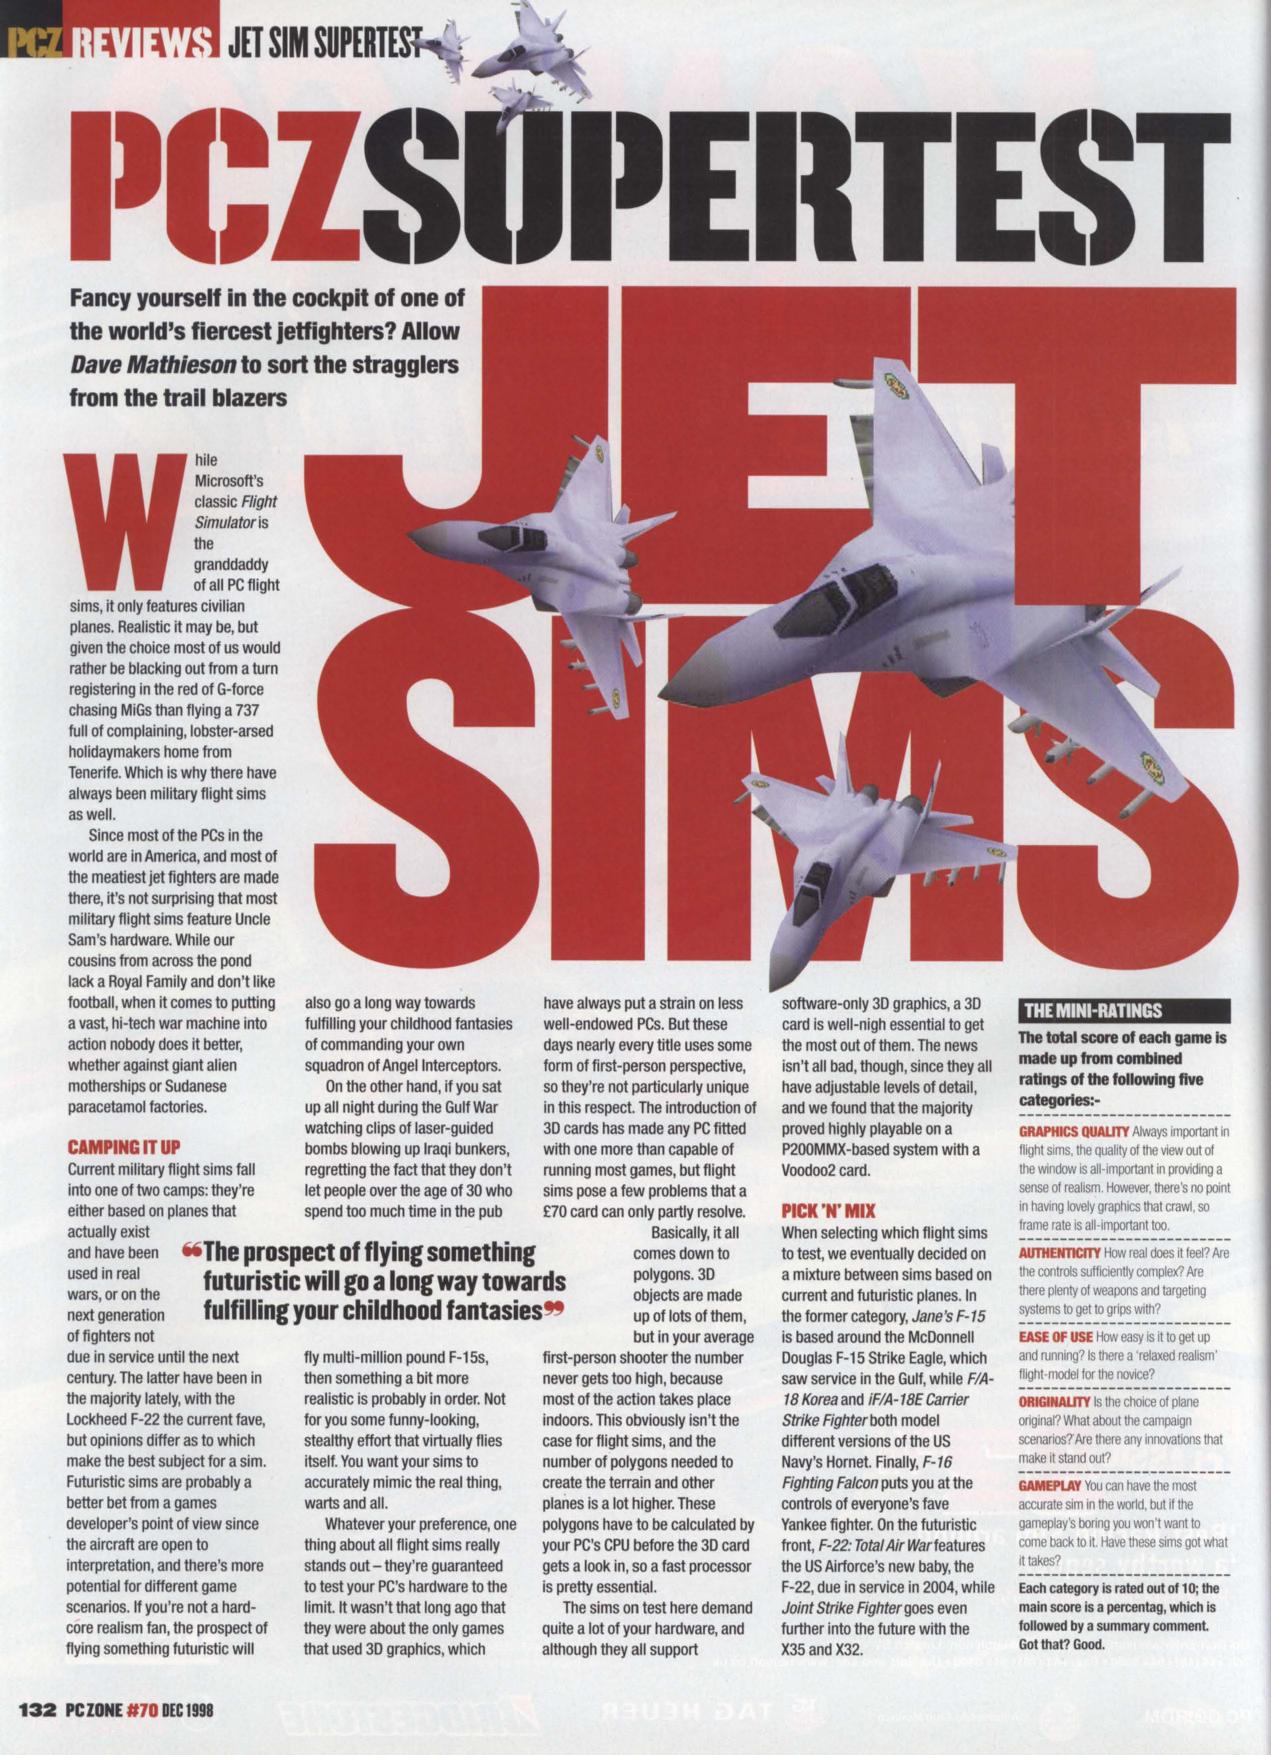 PCZ REVIEWS JET SIM SUPERTEST
PCZSUPERTEST
JET
SIMS
Fancy yourself in the cockpit of one of
the world's fiercest jetfighters? Allow
Dave Mathieson to sort the stragglers
from the trail blazers
While
Microsoft's
classic Flight
Simulator is
the
granddaddy
of all PC flight
sims, it only features civilian
planes. Realistic it may be, but
given the choice most of us would
rather be blacking out from a turn
registering in the red of G-force
chasing MiGs than flying a 737
full of complaining, lobster-arsed
holidaymakers home from
Tenerife. Which is why there have
always been military flight sims
as well.
Since most of the PCs in the
world are in America, and most of
the meatiest jet fighters are made
there, it's not surprising that most
military flight sims feature Uncle
Sam's hardware. While our
cousins from across the pond
lack a Royal Family and don't like
football, when it comes to putting
a vast, hi-tech war machine into
action nobody does it better,
whether against giant alien
motherships or Sudanese
paracetamol factories.
CAMPING IT UP
Current military flight sims fall
into one of two camps: they're
either based on planes that
actually exist
and have been
used in real
wars, or on the
next generation
of fighters not
due in service until the next
century. The latter have been in
the majority lately, with the
Lockheed F-22 the current fave,
but opinions differ as to which
make the best subject for a sim.
Futuristic sims are probably a
better bet from a games
developer's point of view since
the aircraft are open to
interpretation, and there's more
potential for different game
scenarios. If you're not a hard-
core realism fan, the prospect of
flying something futuristic will
also go a long way towards
fulfilling your childhood fantasies
of commanding your own
squadron of Angel Interceptors.
On the other hand, if you sat
up all night during the Gulf War
watching clips of laser-guided
bombs blowing up Iraqi bunkers,
regretting the fact that they don't
let people over the age of 30 who
spend too much time in the pub
“The prospect of flying something
futuristic will go a long way towards
fulfilling your childhood fantasies”
fly multi-million pound F-15s,
then something a bit more
realistic is probably in order. Not
for you some funny-looking,
stealthy effort that virtually flies
itself. You want your sims to
accurately mimic the real thing,
warts and all.
Whatever your preference, one
thing about all flight sims really
stands out – they're guaranteed
to test your PC's hardware to the
limit. It wasn't that long ago that
they were about the only games
that used 3D graphics, which
have always put a strain on less
well-endowed PCs. But these
days nearly every title uses some
form of first-person perspective,
so they're not particularly unique
in this respect. The introduction of
3D cards has made any PC fitted
with one more than capable of
running most games, but flight
sims pose a few problems that a
£70 card can only partly resolve.
Basically, it all
comes down to
polygons. 3D
objects are made
up of lots of them,
but in your average
first-person shooter the number
never gets too high, because
most of the action takes place
indoors. This obviously isn't the
case for flight sims, and the
number of polygons needed to
create the terrain and other
planes is a lot higher. These
polygons have to be calculated by
your PC's CPU before the 3D card
gets a look in, so a fast processor
is pretty essential.
The sims on test here demand
quite a lot of your hardware, and
although they all support
software-only 3D graphics, a 3D
card is well-nigh essential to get
the most out of them. The news
isn't all bad, though, since they all
have adjustable levels of detail,
and we found that the majority
proved highly playable on a
P200MMX-based system with a
Voodoo2 card.
PICK 'N' MIX
When selecting which flight sims
to test, we eventually decided on
a mixture between sims based on
current and futuristic planes. In
the former category, Jane's F-15
is based around the McDonnell
Douglas F-15 Strike Eagle, which
saw service in the Gulf, while F/A-
18 Korea and iF/A-18E Carrier
Strike Fighter both model
different versions of the US
Navy's Hornet. Finally, F-16
Fighting Falcon puts you at the
controls of everyone's fave
Yankee fighter. On the futuristic
front, F-22: Total Air War features
the US Airforce's new baby, the
F-22, due in service in 2004, while
Joint Strike Fighter goes even
further into the future with the
X35 and X32.
THE MINI-RATINGS
The total score of each game is
made up from combined
ratings of the following five
categories:-
GRAPHICS QUALITY Always important in
flight sims, the quality of the view out of
the window is all-important in providing a
sense of realism. However, there's no point
in having lovely graphics that crawl, so
frame rate is all-important too.
AUTHENTICITY How real does it feel? Are
the controls sufficiently complex? Are
there plenty of weapons and targeting
systems to get to grips with?
EASE OF USE How easy is it to get up
and running? Is there a 'relaxed realism'
flight-model for the novice?
ORIGINALITY Is the choice of plane
original? What about the campaign
scenarios? Are there any innovations that
make it stand out?
GAMEPLAY You can have the most
accurate sim in the world, but if the
gameplay's boring you won't want to
come back to it. Have these sims got what
it takes?
Each category is rated out of 10; the
main score is a percentag, which is
followed by a summary comment.
Got that? Good.
132 PC ZONE #70 DEC 1998